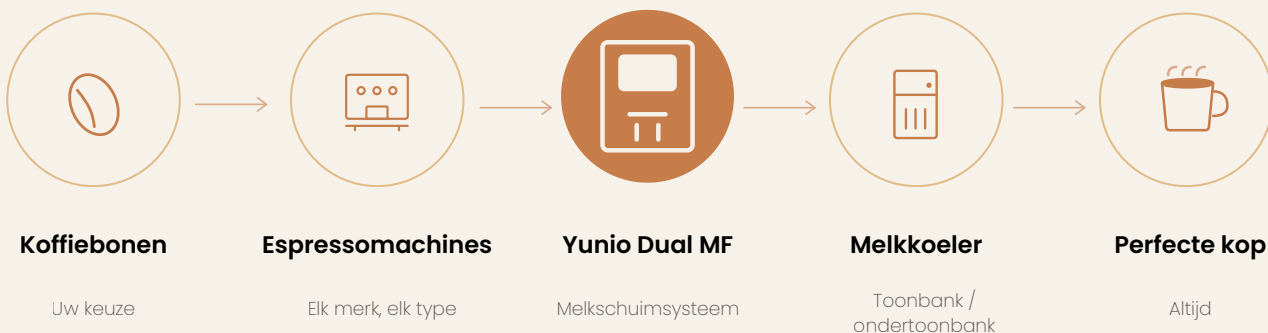 Koffiebonen
Espressomachines
Yunio Dual MF
Melkkoeler
Perfecte kop
Uw keuze
Elk merk, elk type
Melkschuimsysteem
Toonbank /
ondertoonbank
Altijd